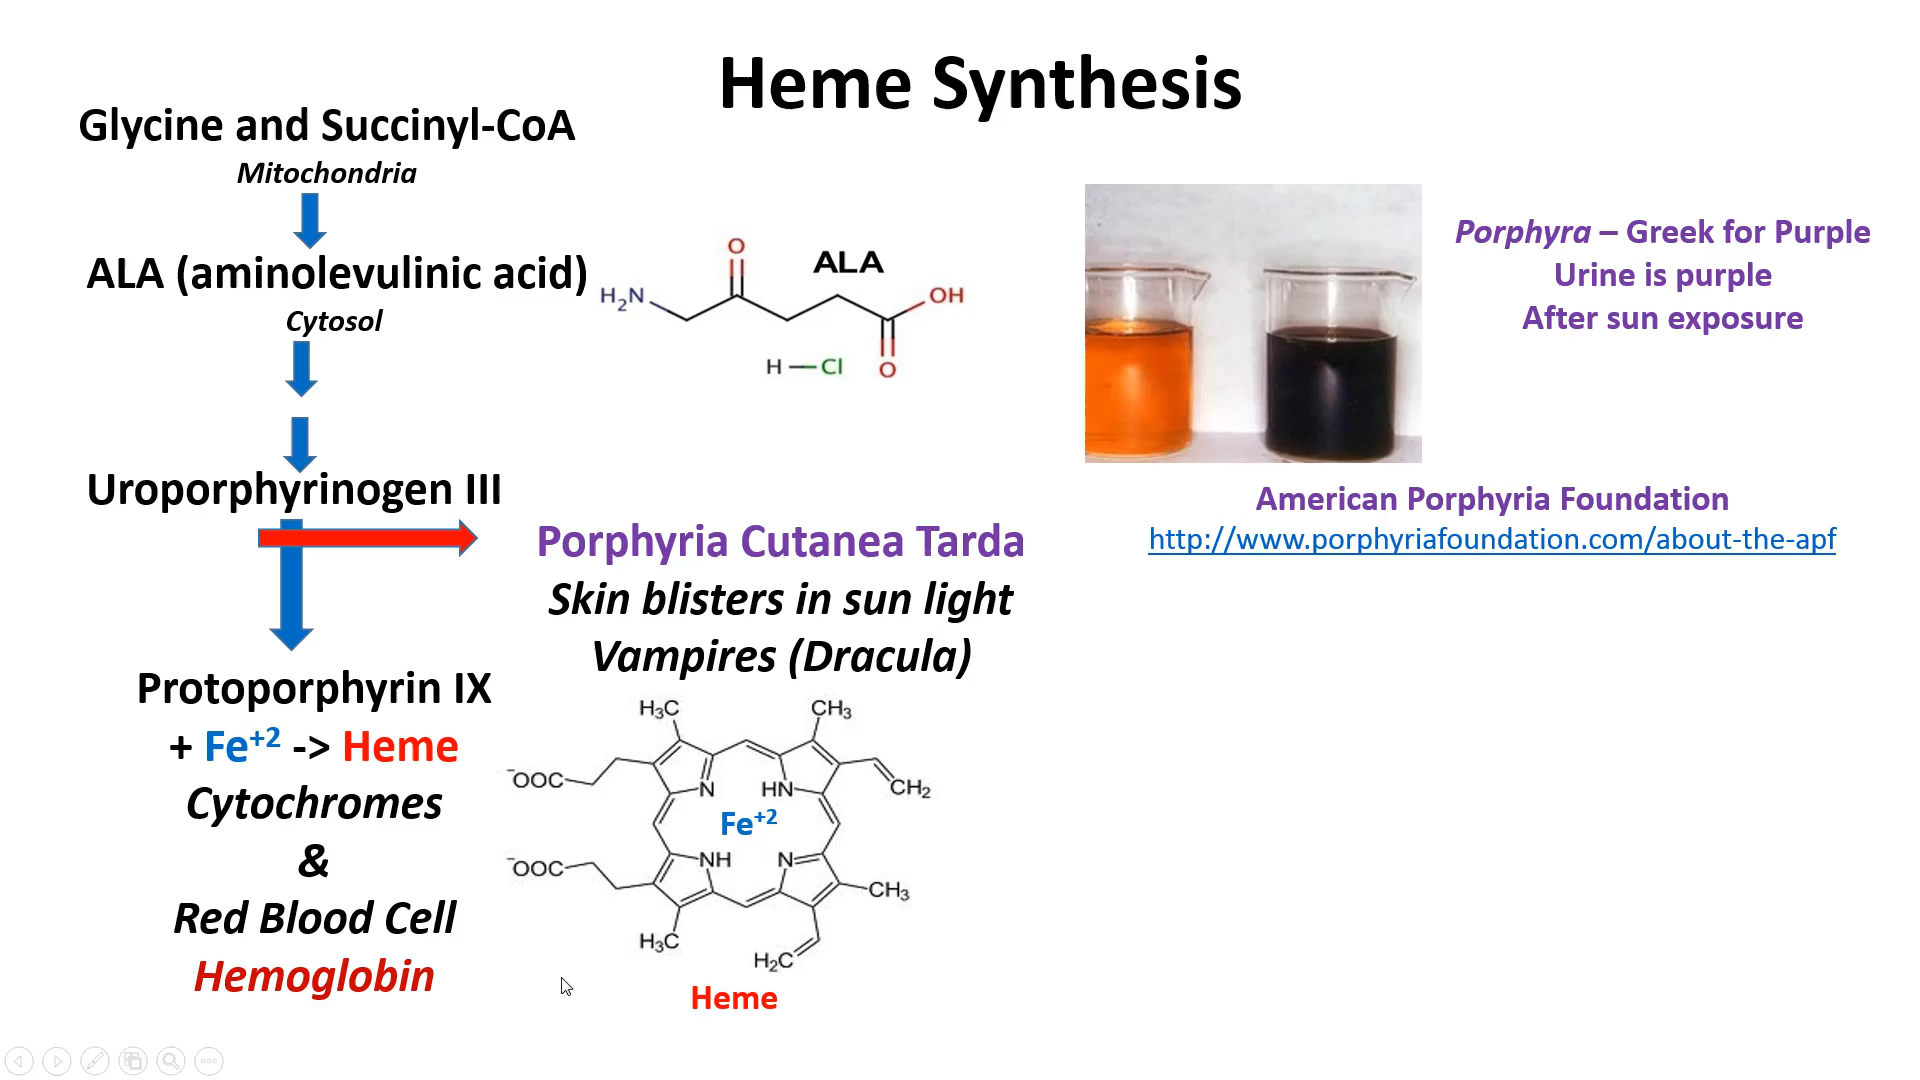 Heme Synthesis
Glycine and Succinyl-CoA
Mitochondria
ALA (aminolevulinic acid)
Cytosol
Uroporphyrinogen III
Protoporphyrin IX
+ Fe+2 -> Heme
Cytochromes
&
Red Blood Cell
Hemoglobin
O
ALA
H2N
OH
H
Cl
O
Porphyria Cutanea Tarda
Skin blisters in sun light
Vampires (Dracula)
H3C
CH3
-OOC
N
HN
CH2
Fe+2
-OOC
NH
N
CH3
H3C
H2C
Heme
Porphyra – Greek for Purple
Urine is purple
After sun exposure
American Porphyria Foundation
http://www.porphyriafoundation.com/about-the-apf